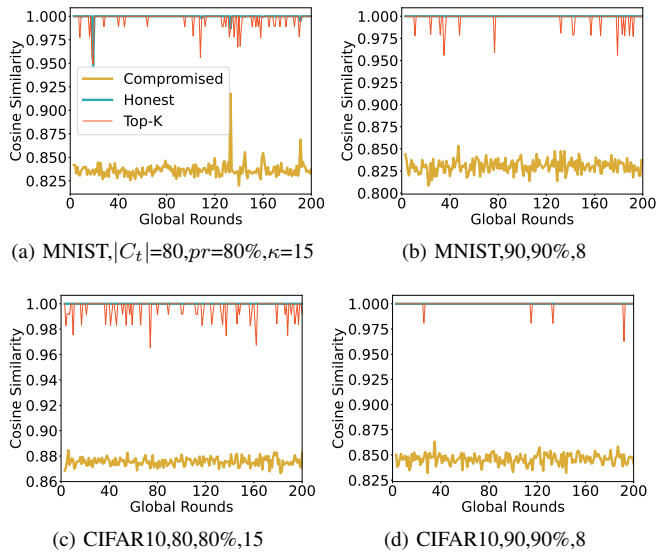 1.000
0.975
0.950
0.925
0.900
0.875
0.850
0.825
Cosine Similarity
Compromised
Honest
Top-K
0 40 80 120 160 200
Global Rounds
(a) MNIST,|C_t|=80,pr=80%,κ=15
1.000
0.975
0.950
0.925
0.900
0.875
0.850
0.825
0.800
Cosine Similarity
0 40 80 120 160 200
Global Rounds
(b) MNIST,90,90%,8
1.00
0.98
0.96
0.94
0.92
0.90
0.88
0.86
Cosine Similarity
0 40 80 120 160 200
Global Rounds
(c) CIFAR10,80,80%,15
1.000
0.975
0.950
0.925
0.900
0.875
0.850
0.825
Cosine Similarity
0 40 80 120 160 200
Global Rounds
(d) CIFAR10,90,90%,8